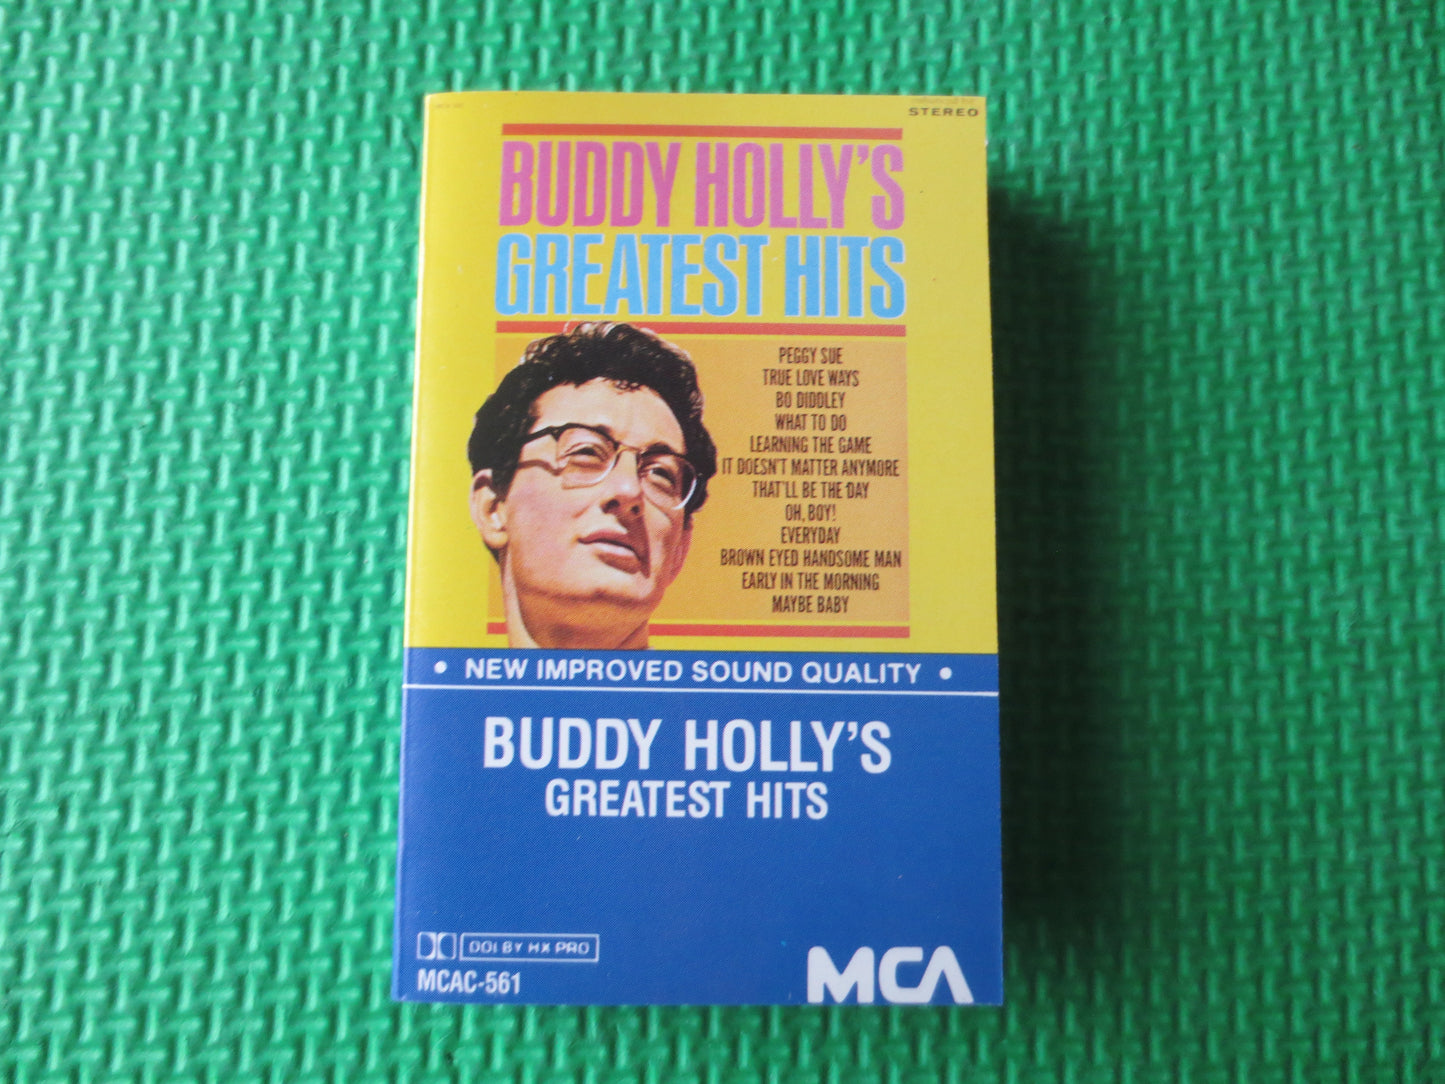 STEREO
BUDDY HOLLY'S
GREATEST HITS
PEGGY SUE
TRUE LOVE WAYS
BO DIDDLEY
WHAT TO DO
LEARNING THE GAME
IT DOESN'T MATTER ANYMORE
THAT'LL BE THE DAY
OH, BOY!
EVERYDAY
BROWN EYED HANDSOME MAN
EARLY IN THE MORNING
MAYBE BABY
• NEW IMPROVED SOUND QUALITY •
BUDDY HOLLY'S
GREATEST HITS
DOLBY HX PRO
MCAC-561
MCA